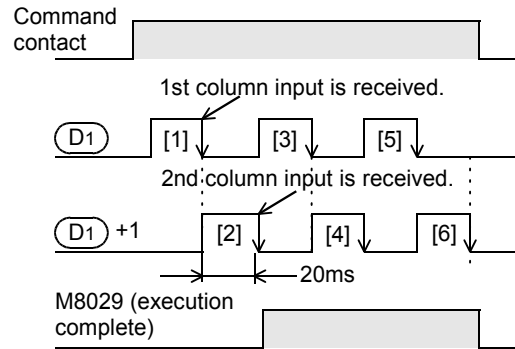 Command
contact
1st column input is received.
D1
[1]
[3]
[5]
2nd column input is received.
D1 +1
[2]
[4]
[6]
20ms
M8029 (execution
complete)